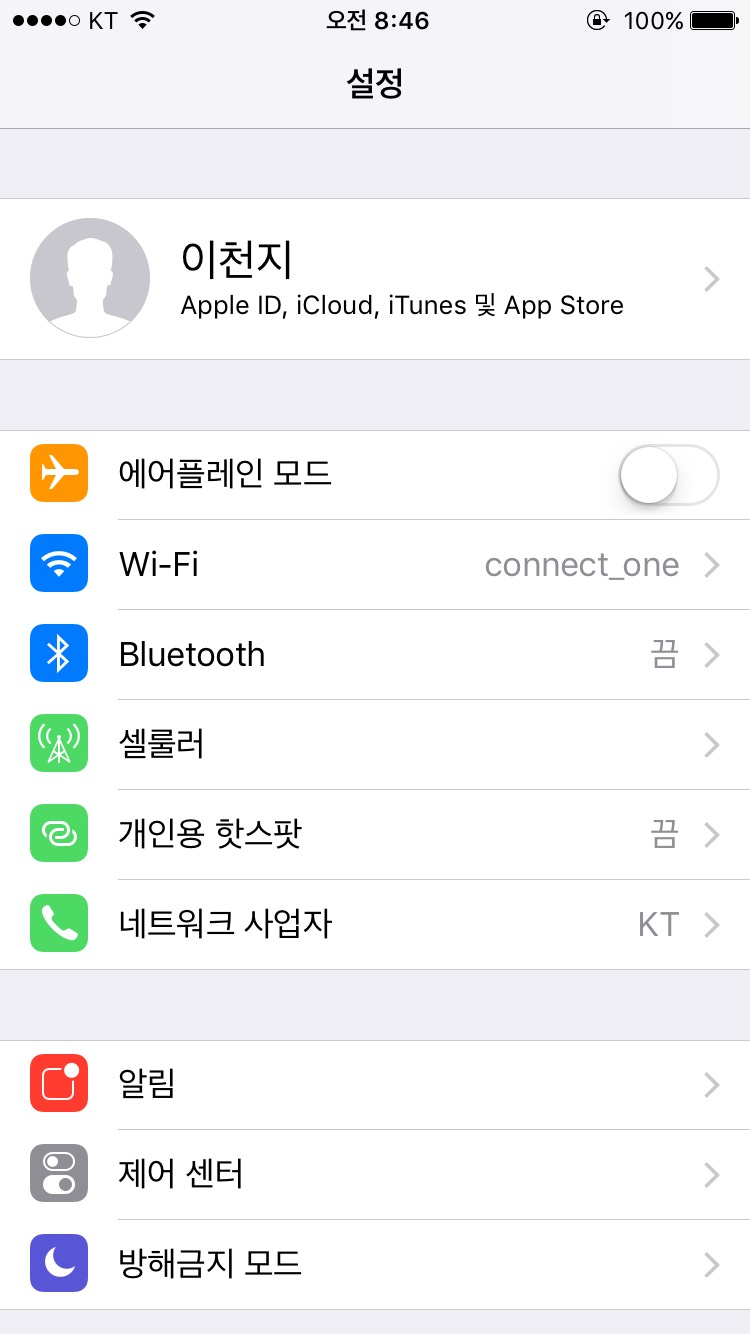 KT 오전 8:46 100%
설정
이천지
Apple ID, iCloud, iTunes 및 App Store
에어플레인 모드
Wi-Fi connect_one
Bluetooth 끔
셀룰러
개인용 핫스팟 끔
네트워크 사업자 KT
알림
제어 센터
방해금지 모드